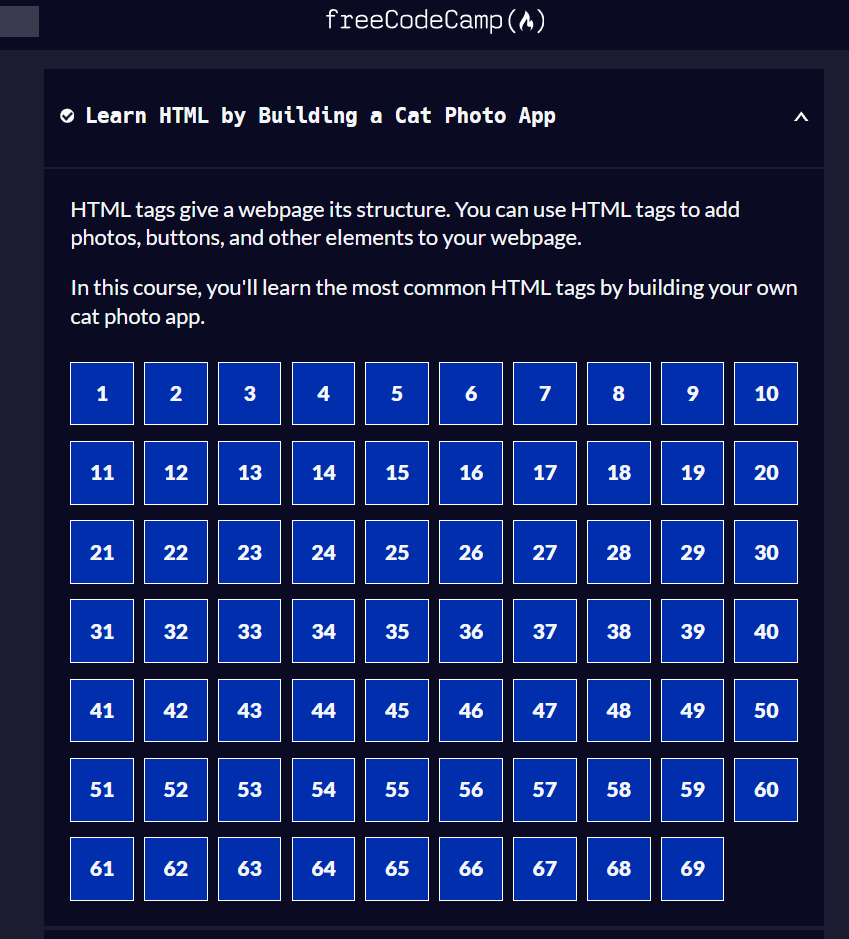 freeCodeCamp
Learn HTML by Building a Cat Photo App
HTML tags give a webpage its structure. You can use HTML tags to add
photos, buttons, and other elements to your webpage.
In this course, you'll learn the most common HTML tags by building your own
cat photo app.
1 2 3 4 5 6 7 8 9 10
11 12 13 14 15 16 17 18 19 20
21 22 23 24 25 26 27 28 29 30
31 32 33 34 35 36 37 38 39 40
41 42 43 44 45 46 47 48 49 50
51 52 53 54 55 56 57 58 59 60
61 62 63 64 65 66 67 68 69